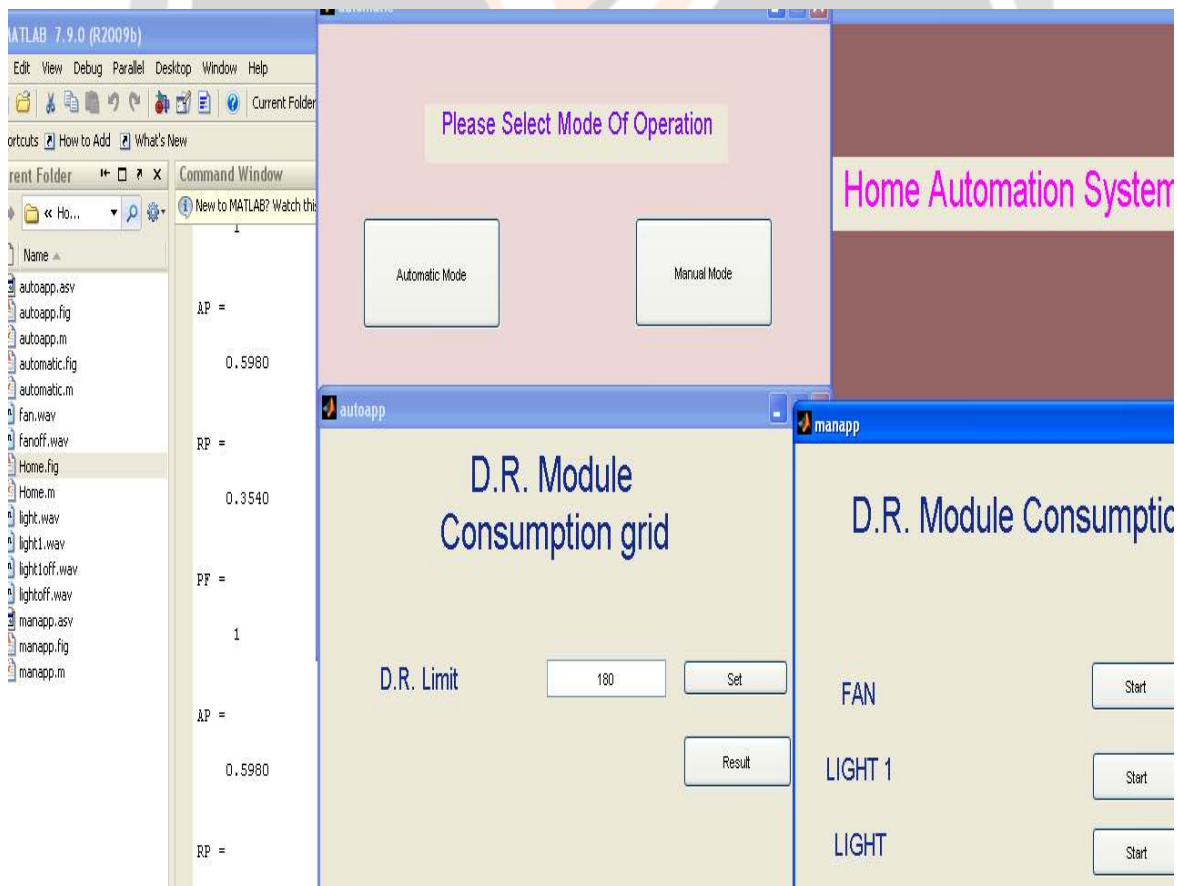 MATLAB 7.9.0 (R2009b)
Edit View Debug Parallel Desktop Window Help
Current Folder
How to Add What's New
Command Window
« Ho...
New to MATLAB? Watch this
Name
autoapp.asv
autoapp.fig
autoapp.m
automatic.fig
automatic.m
fan.wav
fanoff.wav
Home.fig
Home.m
light.wav
light1.wav
light1off.wav
lightoff.wav
manapp.asv
manapp.fig
manapp.m
1
AP =
0.5980
RP =
0.3540
PF =
1
AP =
0.5980
RP =
automatic
Please Select Mode Of Operation
Automatic Mode
Manual Mode
Home Automation System
autoapp
D.R. Module
Consumption grid
D.R. Limit
180
Set
Result
manapp
D.R. Module Consumptio
FAN
Start
LIGHT 1
Start
LIGHT
Start